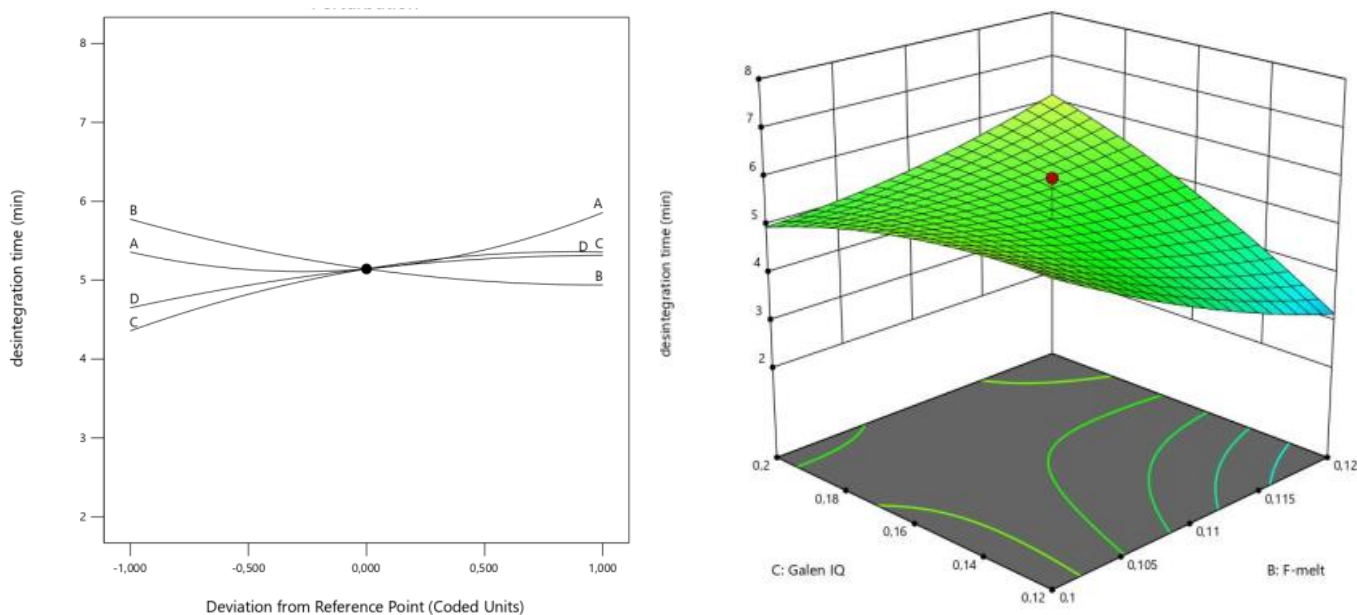 8
7
6
5
4
3
2
desintegration time (min)
B
A
D
C
A
D
C
B
-1,000
-0,500
0,000
0,500
1,000
Deviation from Reference Point (Coded Units)
8
7
6
5
4
3
2
desintegration time (min)
0,2
0,18
0,16
0,14
0,12
C: Galen IQ
0,1
0,105
0,11
0,115
0,12
B: F-melt